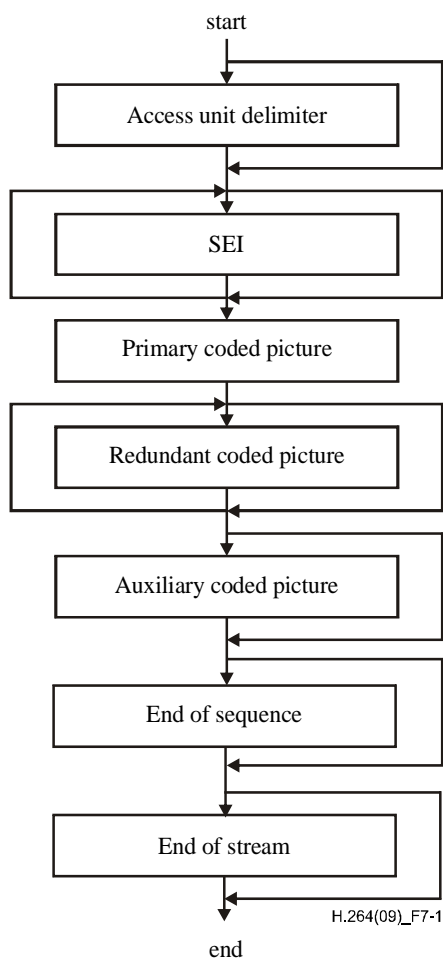 start
Access unit delimiter
SEI
Primary coded picture
Redundant coded picture
Auxiliary coded picture
End of sequence
End of stream
H.264(09)_F7-1
end